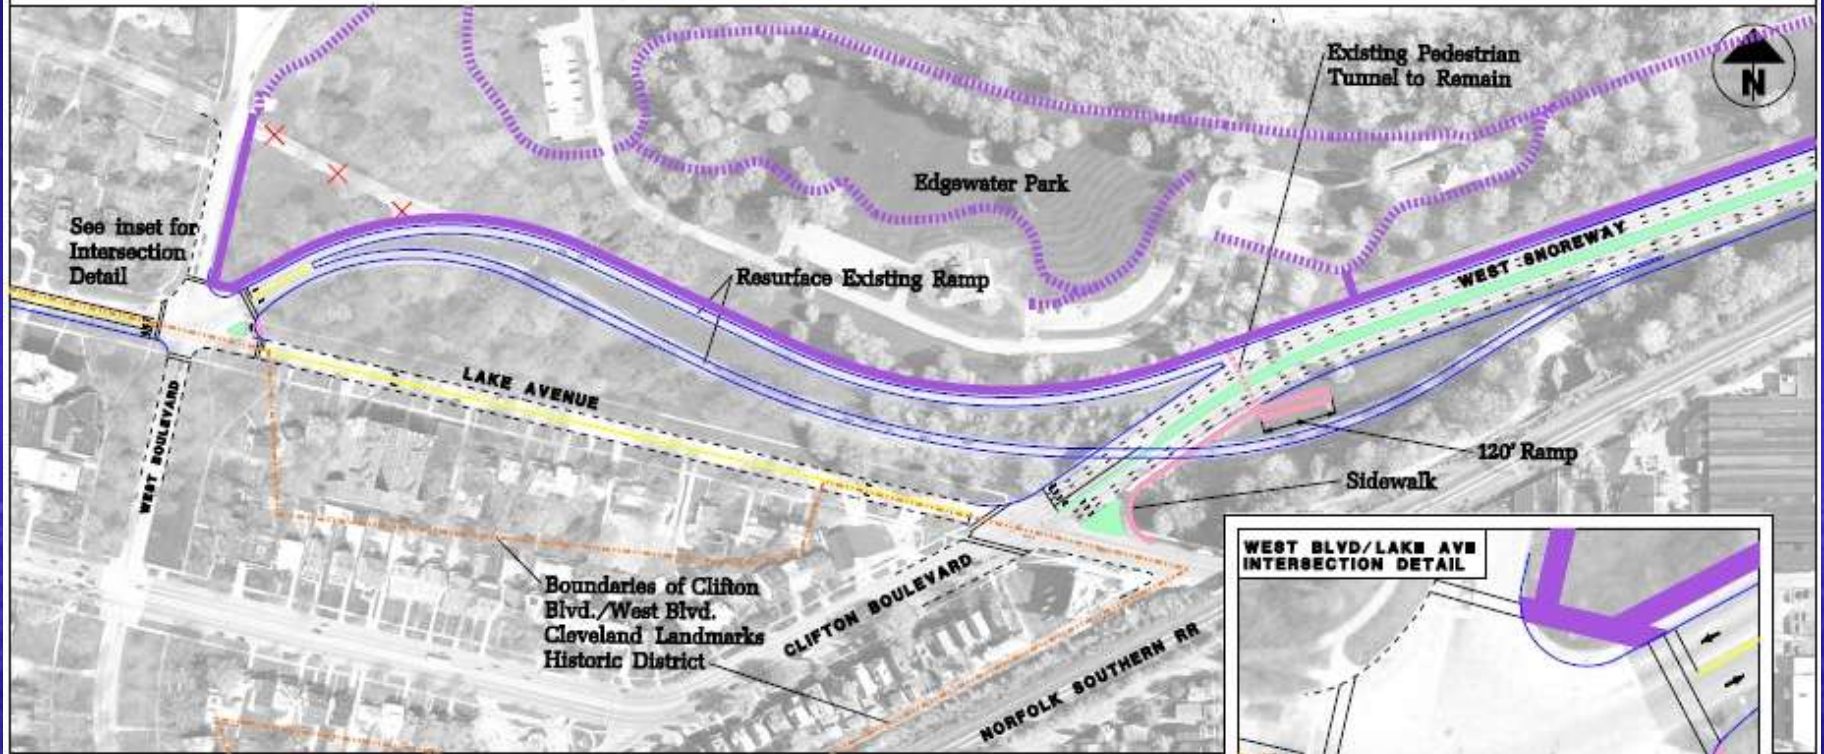 Existing Pedestrian
Tunnel to Remain
N
Edgewater Park
See inset for
Intersection
Detail
WEST SHOREWAY
Resurface Existing Ramp
LAKE AVENUE
WEST BOULEVARD
120' Ramp
Sidewalk
Boundaries of Clifton
Blvd./West Blvd.
Cleveland Landmarks
Historic District
CLIFTON BOULEVARD
NORFOLK SOUTHERN RR
WEST BLVD/LAKE AVE
INTERSECTION DETAIL